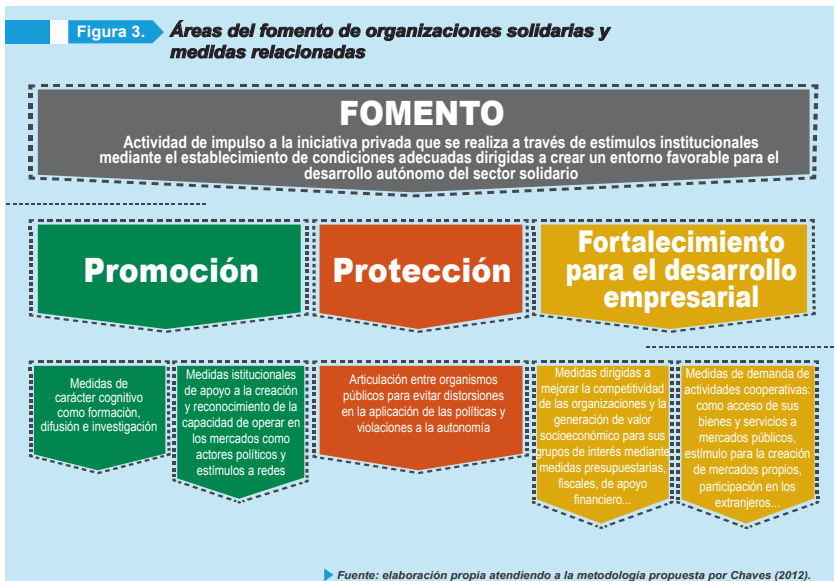 Figura 3.
Áreas del fomento de organizaciones solidarias y
medidas relacionadas
FOMENTO
Actividad de impulso a la iniciativa privada que se realiza a través de estímulos institucionales
mediante el establecimiento de condiciones adecuadas dirigidas a crear un entorno favorable para el
desarrollo autónomo del sector solidario
Promoción
Protección
Fortalecimiento
para el desarrollo
empresarial
Medidas de
carácter cognitivo
como formación,
difusión e investigación
Medidas istitucionales
de apoyo a la creación
y reconocimiento de la
capacidad de operar en
los mercados como
actores políticos y
estímulos a redes
Articulación entre organismos
públicos para evitar distorsiones
en la aplicación de las políticas y
violaciones a la autonomía
Medidas dirigidas a
mejorar la competitividad
de las organizaciones y la
generación de valor
socioeconómico para sus
grupos de interés mediante
medidas presupuestarias,
fiscales, de apoyo
financiero...
Medidas de demanda de
actividades cooperativas:
como acceso de sus
bienes y servicios a
mercados públicos,
estímulo para la creación
de mercados propios,
participación en los
extranjeros...
Fuente: elaboración propia atendiendo a la metodología propuesta por Chaves (2012).